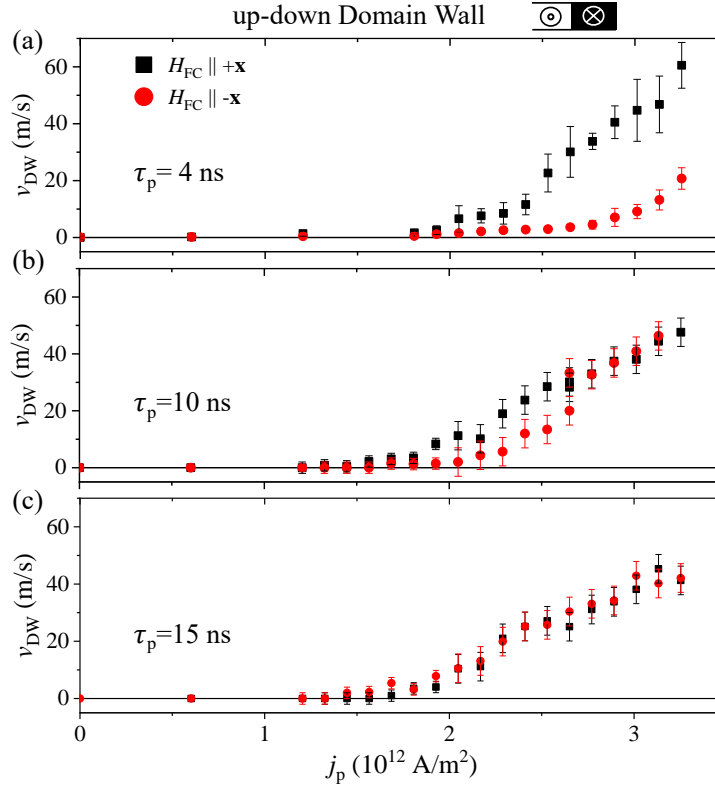 up-down Domain Wall
(a)
60
40
20
0
v_DW (m/s)
H_FC || +x
H_FC || -x
τ_p= 4 ns
(b)
60
40
20
0
v_DW (m/s)
τ_p=10 ns
(c)
60
40
20
0
v_DW (m/s)
τ_p=15 ns
0 1 2 3
j_p (10^12 A/m^2)